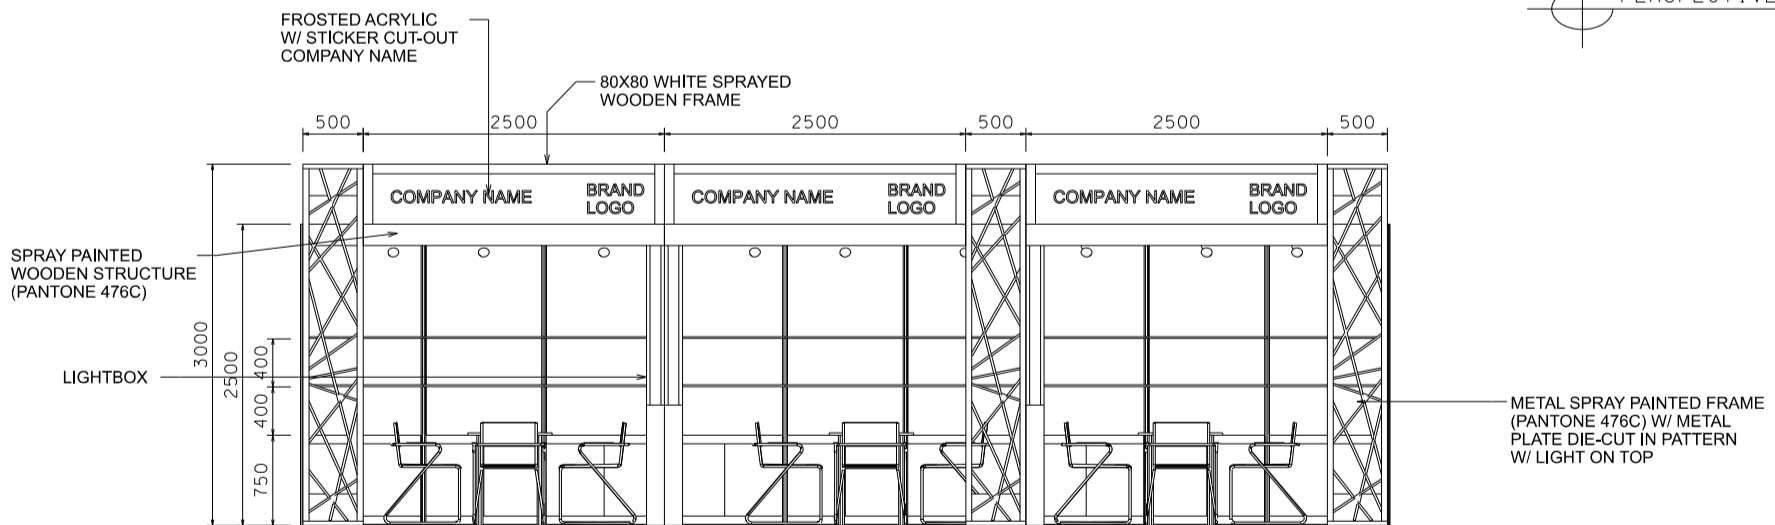 PERSPECTIVE
FROSTED ACRYLIC
W/ STICKER CUT-OUT
COMPANY NAME
80X80 WHITE SPRAYED
WOODEN FRAME
500
2500
2500
500
2500
500
COMPANY NAME
BRAND
LOGO
COMPANY NAME
BRAND
LOGO
COMPANY NAME
BRAND
LOGO
SPRAY PAINTED
WOODEN STRUCTURE
(PANTONE 476C)
3000
2500
400
400
750
LIGHTBOX
METAL SPRAY PAINTED FRAME
(PANTONE 476C) W/ METAL
PLATE DIE-CUT IN PATTERN
W/ LIGHT ON TOP